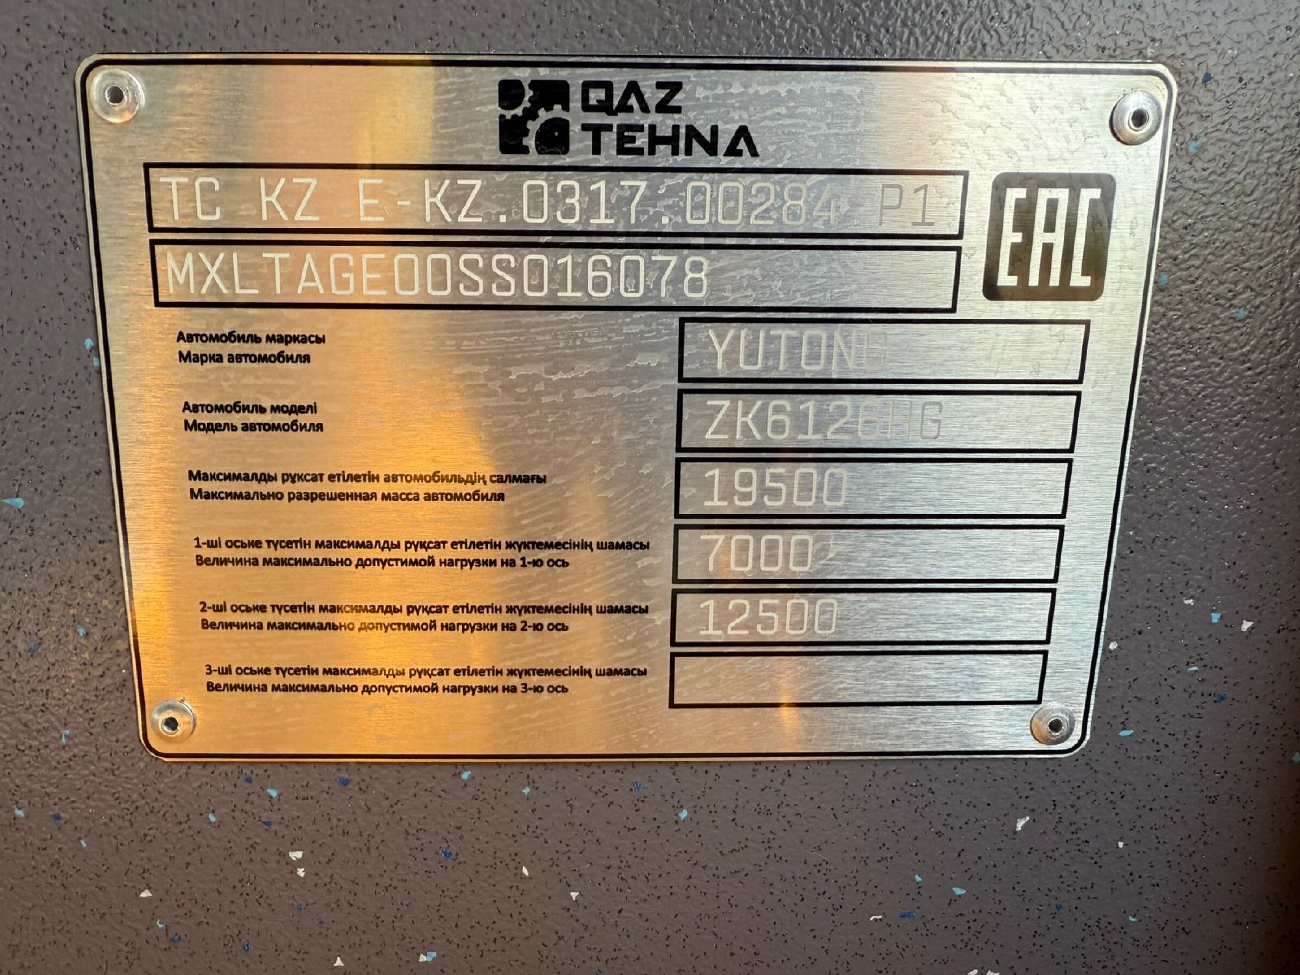 QAZ
TEHNA
TC KZ E-KZ.0317.00284 P1
EAC
MXLTAGE00SS016078
Автомобиль маркасы
Марка автомобиля
YUTONG
Автомобиль моделі
Модель автомобиля
ZK6126HG
Максималды рұқсат етілетін автомобильдің салмағы
Максимально разрешенная масса автомобиля
19500
1-ші оське түсетін максималды рұқсат етілетін жүктемесінің шамасы
Величина максимально допустимой нагрузки на 1-ю ось
7000
2-ші оське түсетін максималды рұқсат етілетін жүктемесінің шамасы
Величина максимально допустимой нагрузки на 2-ю ось
12500
3-ші оське түсетін максималды рұқсат етілетін жүктемесінің шамасы
Величина максимально допустимой нагрузки на 3-ю ось